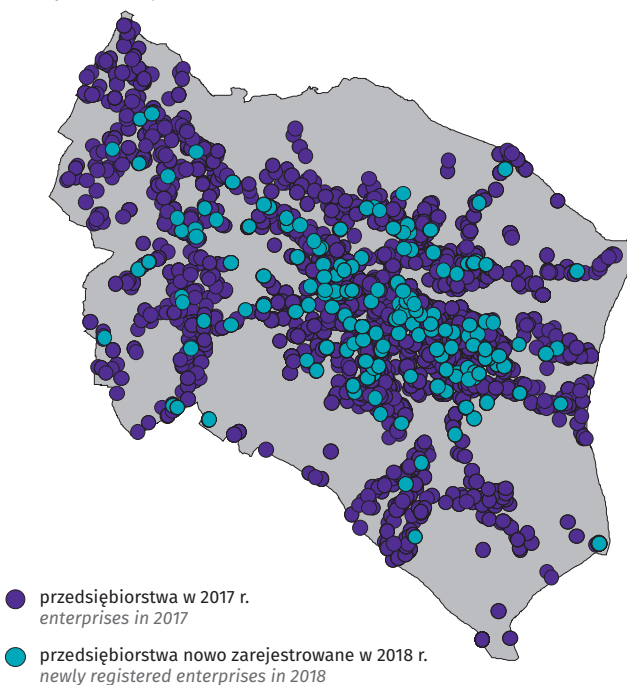 przedsiębiorstwa w 2017 r.
enterprises in 2017
przedsiębiorstwa nowo zarejestrowane w 2018 r.
newly registered enterprises in 2018